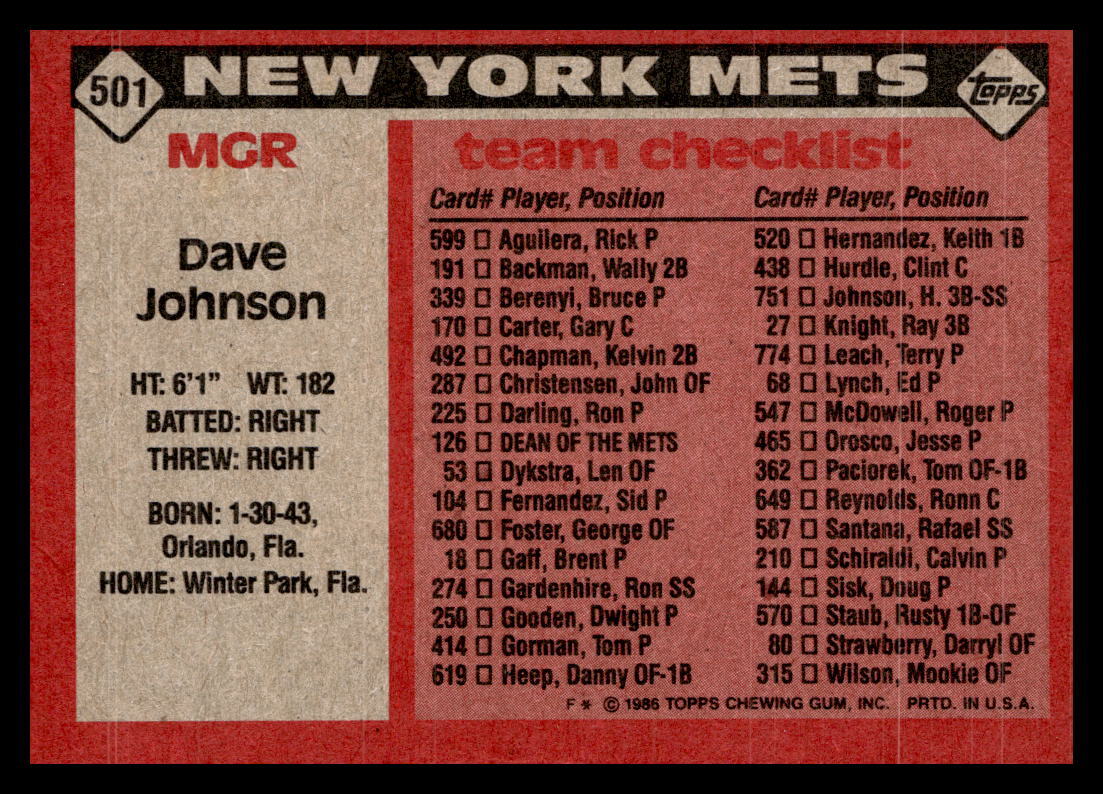 501 NEW YORK METS topps
MGR
Dave
Johnson
HT: 6'1" WT: 182
BATTED: RIGHT
THREW: RIGHT
BORN: 1-30-43,
Orlando, Fla.
HOME: Winter Park, Fla.
team checklist
Card# Player, Position
599 □ Aguilera, Rick P
191 □ Backman, Wally 2B
339 □ Berenyi, Bruce P
170 □ Carter, Gary C
492 □ Chapman, Kelvin 2B
287 □ Christensen, John OF
225 □ Darling, Ron P
126 □ DEAN OF THE METS
53 □ Dykstra, Len OF
104 □ Fernandez, Sid P
680 □ Foster, George OF
18 □ Gaff, Brent P
274 □ Gardenhire, Ron SS
250 □ Gooden, Dwight P
414 □ Gorman, Tom P
619 □ Heep, Danny OF-1B
Card# Player, Position
520 □ Hernandez, Keith 1B
438 □ Hurdle, Clint C
751 □ Johnson, H. 3B-SS
27 □ Knight, Ray 3B
774 □ Leach, Terry P
68 □ Lynch, Ed P
547 □ McDowell, Roger P
465 □ Orosco, Jesse P
362 □ Paciorek, Tom OF-1B
649 □ Reynolds, Ronn C
587 □ Santana, Rafael SS
210 □ Schiraldi, Calvin P
144 □ Sisk, Doug P
570 □ Staub, Rusty 1B-OF
80 □ Strawberry, Darryl OF
315 □ Wilson, Mookie OF
F * © 1986 TOPPS CHEWING GUM, INC. PRTD. IN U.S.A.